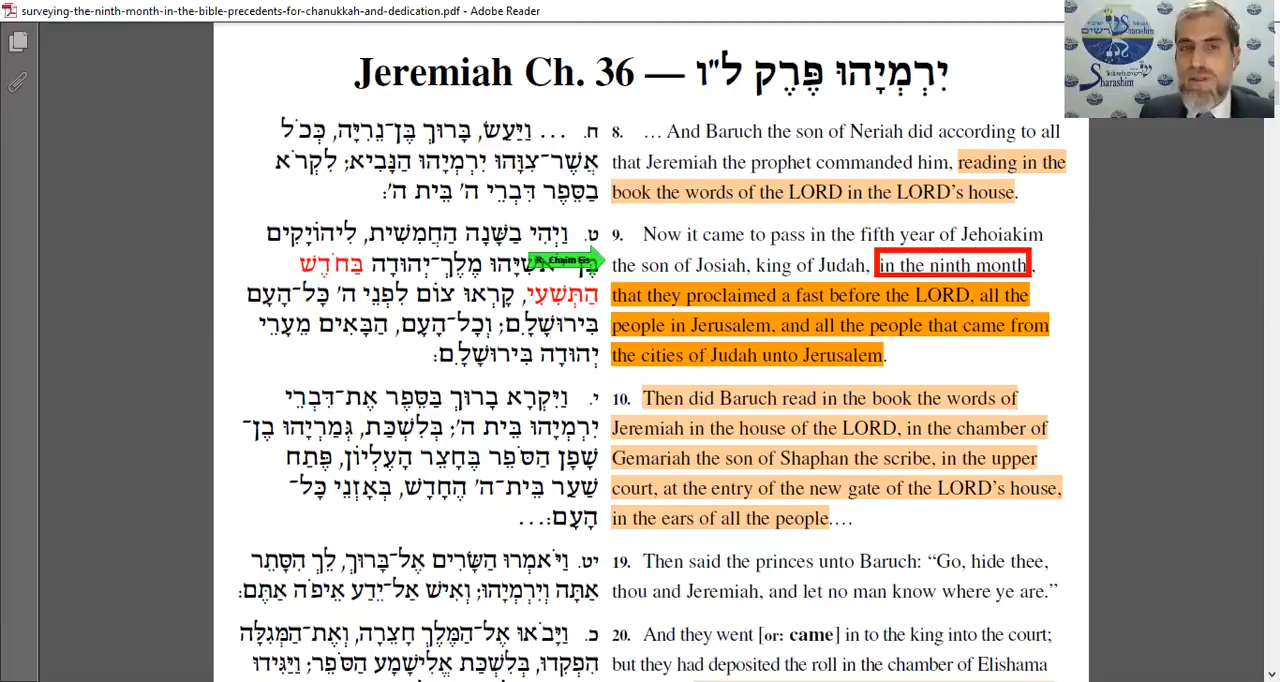 surveying-the-ninth-month-in-the-bible-precedents-for-chanukkah-and-dedication.pdf - Adobe Reader
Jeremiah Ch. 36 — יִרְמְיָהוּ פֶּרֶק ל"ו
ח. … וַיַּעַשׂ, בָּרוּךְ בֶּן־נֵרִיָּה, כְּכֹל
אֲשֶׁר־צִוָּהוּ יִרְמְיָהוּ הַנָּבִיא; לִקְרֹא
בַסֵּפֶר דִּבְרֵי ה' בֵּית ה':
8. … And Baruch the son of Neriah did according to all
that Jeremiah the prophet commanded him, reading in the
book the words of the LORD in the LORD’s house.
ט. וַיְהִי בַשָּׁנָה הַחֲמִשִׁית, לִיהוֹיָקִים
מֶלֶךְ־יְהוּדָה בַּחֹדֶשׁ
הַתְּשִׁעִי, קָרְאוּ צוֹם לִפְנֵי ה' כָּל־הָעָם
בִּירוּשָׁלִָם; וְכָל־הָעָם, הַבָּאִים מֵעָרֵי
יְהוּדָה בִּירוּשָׁלִָם:
R. Chaim Eis
9. Now it came to pass in the fifth year of Jehoiakim
the son of Josiah, king of Judah, in the ninth month,
that they proclaimed a fast before the LORD, all the
people in Jerusalem, and all the people that came from
the cities of Judah unto Jerusalem.
י. וַיִּקְרָא בָרוּךְ בַּסֵּפֶר אֶת־דִּבְרֵי
יִרְמְיָהוּ בֵּית ה'; בְּלִשְׁכַּת, גְּמַרְיָהוּ בֶן־
שָׁפָן הַסֹּפֵר בֶּחָצֵר הָעֶלְיוֹן, פֶּתַח
שַׁעַר בֵּית־ה' הֶחָדָשׁ, בְּאָזְנֵי כָּל־
הָעָם:…
10. Then did Baruch read in the book the words of
Jeremiah in the house of the LORD, in the chamber of
Gemariah the son of Shaphan the scribe, in the upper
court, at the entry of the new gate of the LORD’s house,
in the ears of all the people….
יט. וַיֹּאמְרוּ הַשָּׂרִים אֶל־בָּרוּךְ, לֵךְ הִסָּתֵר
אַתָּה וְיִרְמְיָהוּ; וְאִישׁ אַל־יֵדַע אֵיפֹה אַתֶּם:
19. Then said the princes unto Baruch: “Go, hide thee,
thou and Jeremiah, and let no man know where ye are.”
כ. וַיָּבֹאוּ אֶל־הַמֶּלֶךְ חָצֵרָה, וְאֶת־הַמְּגִלָּה
הִפְקִדוּ, בְּלִשְׁכַּת אֱלִישָׁמָע הַסֹּפֵר; וַיַּגִּידוּ
20. And they went [or: came] in to the king into the court;
but they had deposited the roll in the chamber of Elishama
שרשים
Sharashim